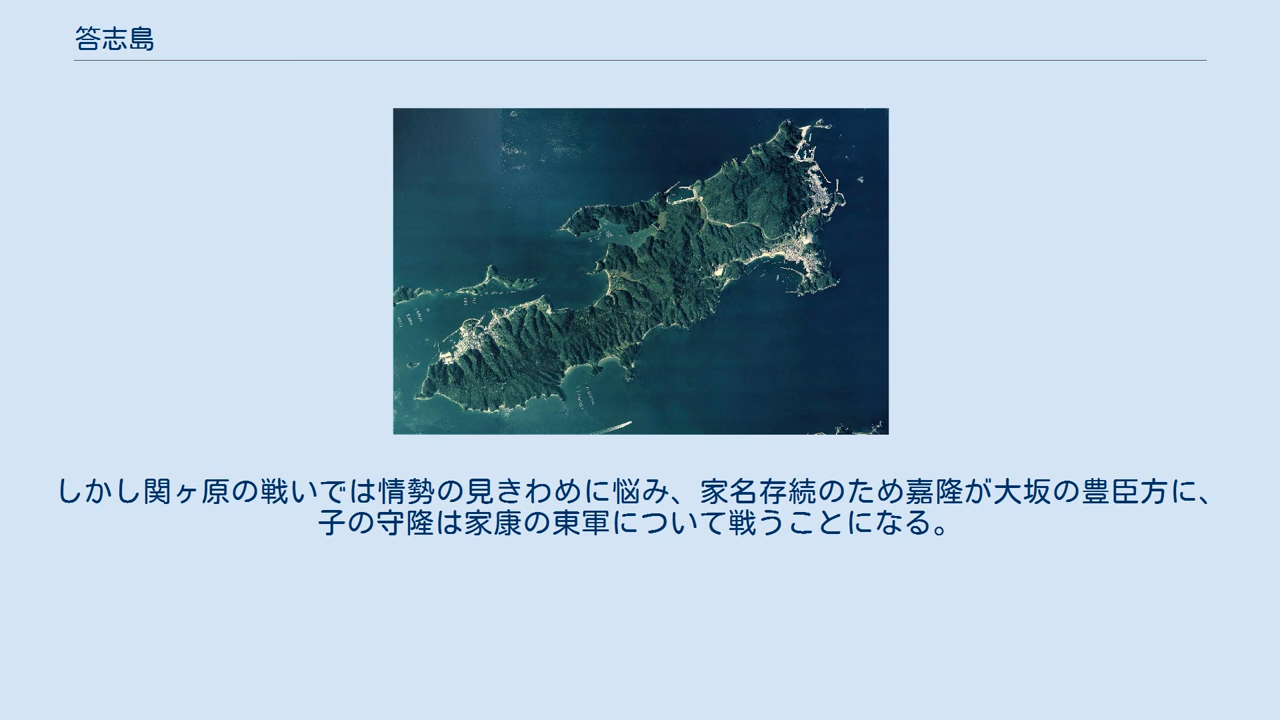 答志島
しかし関ヶ原の戦いでは情勢の見きわめに悩み、家名存続のため嘉隆が大坂の豊臣方に、
子の守隆は家康の東軍について戦うことになる。